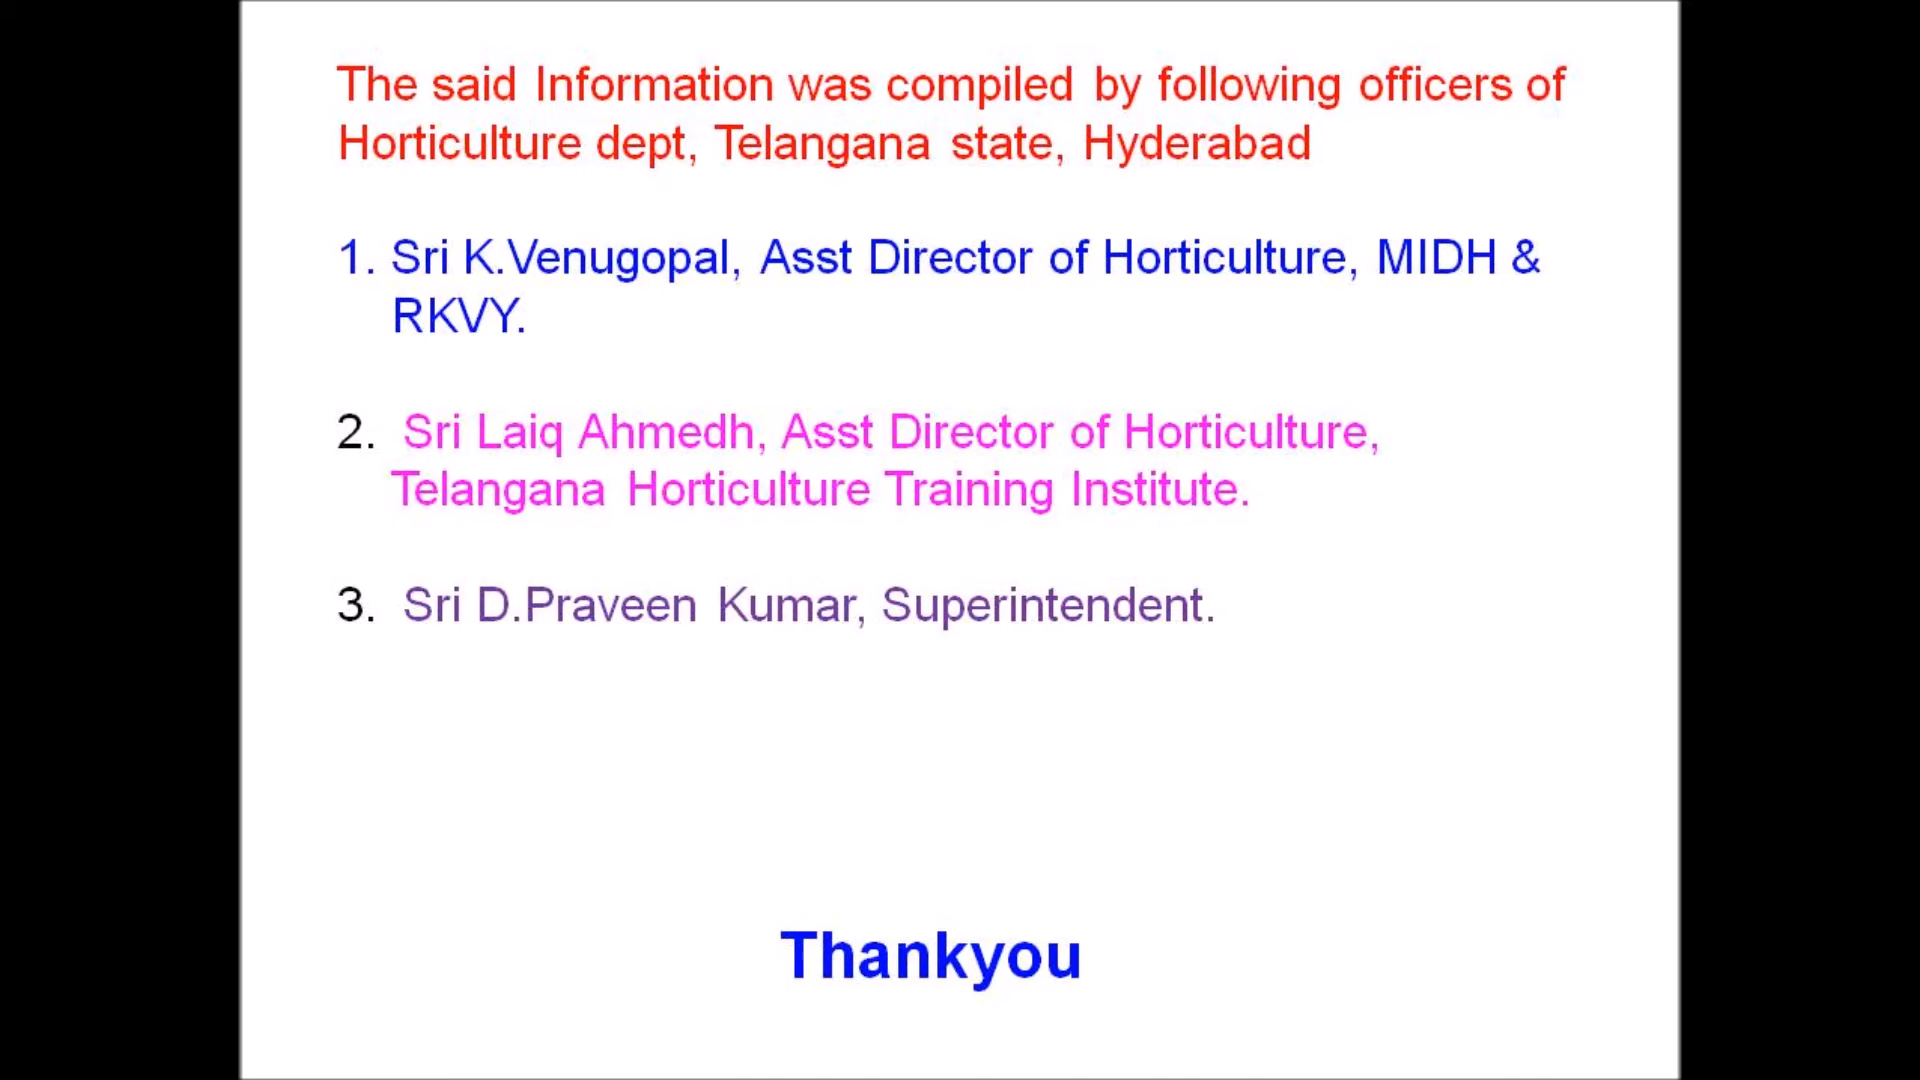 The said Information was compiled by following officers of
Horticulture dept, Telangana state, Hyderabad
1. Sri K.Venugopal, Asst Director of Horticulture, MIDH &
RKVY.
2. Sri Laiq Ahmedh, Asst Director of Horticulture,
Telangana Horticulture Training Institute.
3. Sri D.Praveen Kumar, Superintendent.
Thankyou